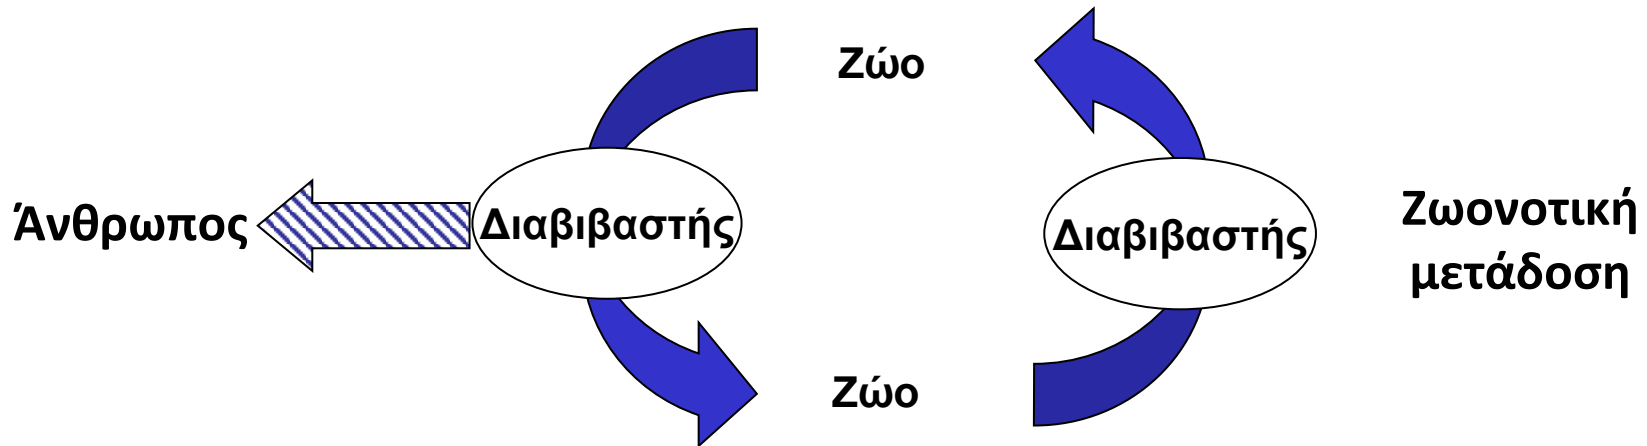 Ζώο
Άνθρωπος
Διαβιβαστής
Διαβιβαστής
Ζωονοτική
μετάδοση
Ζώο